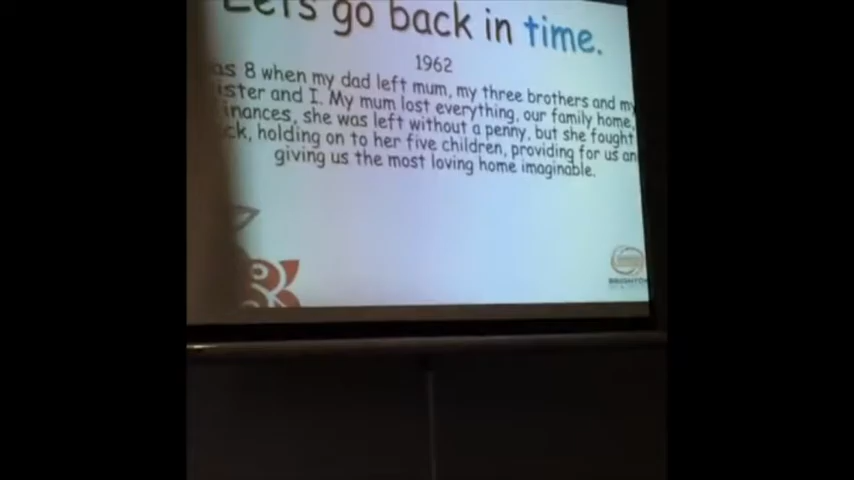 Lets go back in time.
1962
as 8 when my dad left mum, my three brothers and my
ister and I. My mum lost everything, our family home,
inances, she was left without a penny, but she fought
ck, holding on to her five children, providing for us an
giving us the most loving home imaginable.
BRIGHTON